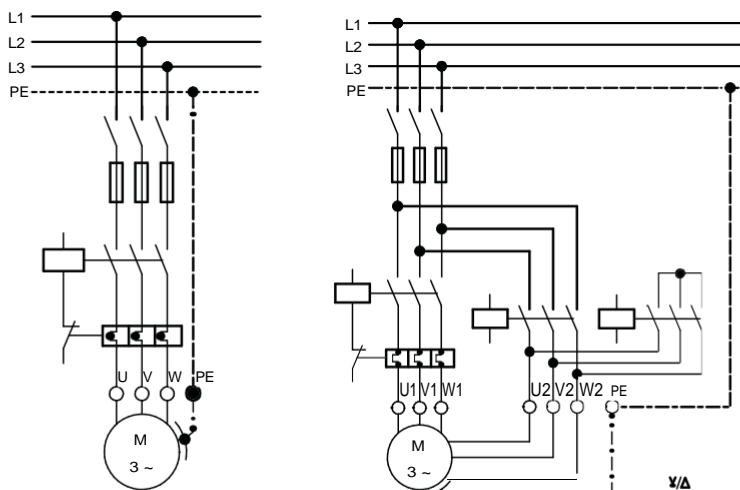 L1
L2
L3
PE
U V W PE
M
3 ~
L1
L2
L3
PE
U1 V1 W1 U2 V2 W2 PE
M
3 ~
Y/Δ